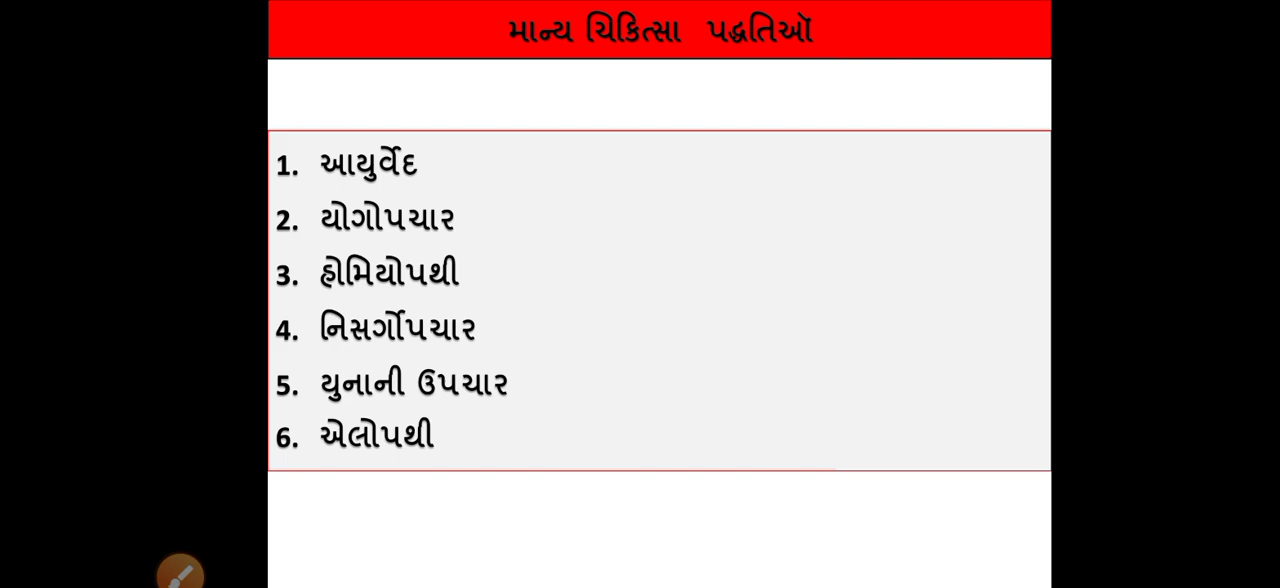 માન્ય ચિકિત્સા પદ્ધતિઑ
1. આયુર્વેદ
2. યોગોપચાર
3. હોમિયોપથી
4. નિસર્ગોપચાર
5. યુનાની ઉપચાર
6. એલોપથી